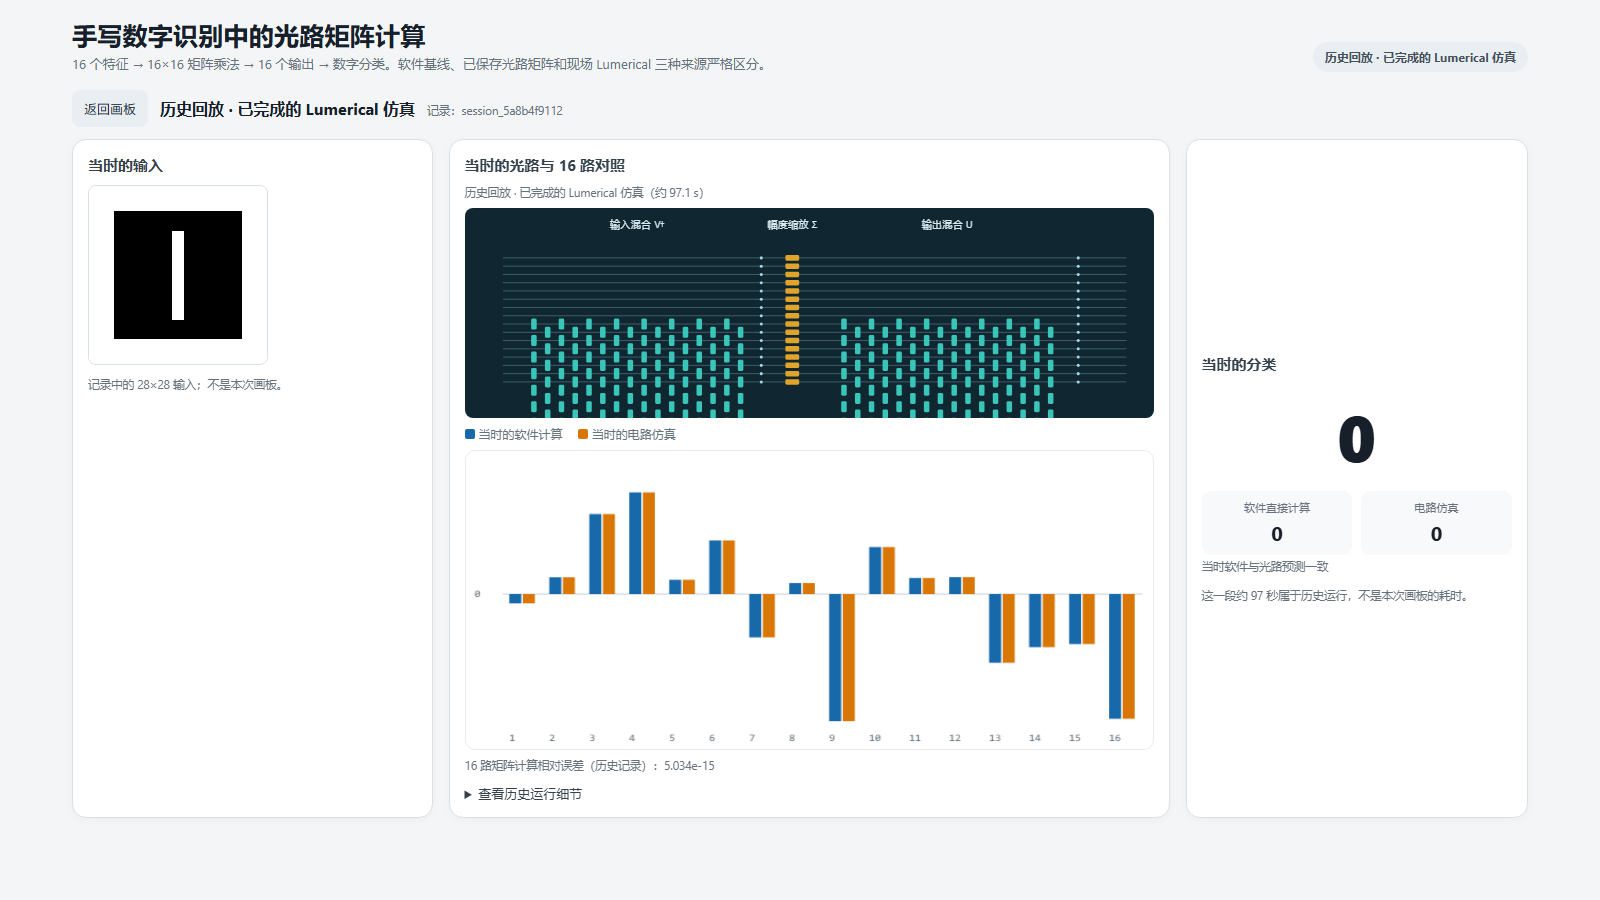 手写数字识别中的光路矩阵计算
16 个特征 → 16×16 矩阵乘法 → 16 个输出 → 数字分类。软件基线、已保存光路矩阵和现场 Lumerical 三种来源严格区分。
历史回放 · 已完成的 Lumerical 仿真
返回画板
历史回放 · 已完成的 Lumerical 仿真
记录：session_5a8b4f9112
当时的输入
记录中的 28×28 输入；不是本次画板。
当时的光路与 16 路对照
历史回放 · 已完成的 Lumerical 仿真（约 97.1 s）
输入混合 V† 幅度缩放 Σ 输出混合 U
当时的软件计算 当时的电路仿真
0
1 2 3 4 5 6 7 8 9 10 11 12 13 14 15 16
16 路矩阵计算相对误差（历史记录）：5.034e-15
▶ 查看历史运行细节
当时的分类
0
软件直接计算
0
电路仿真
0
当时软件与光路预测一致
这一段约 97 秒属于历史运行，不是本次画板的耗时。